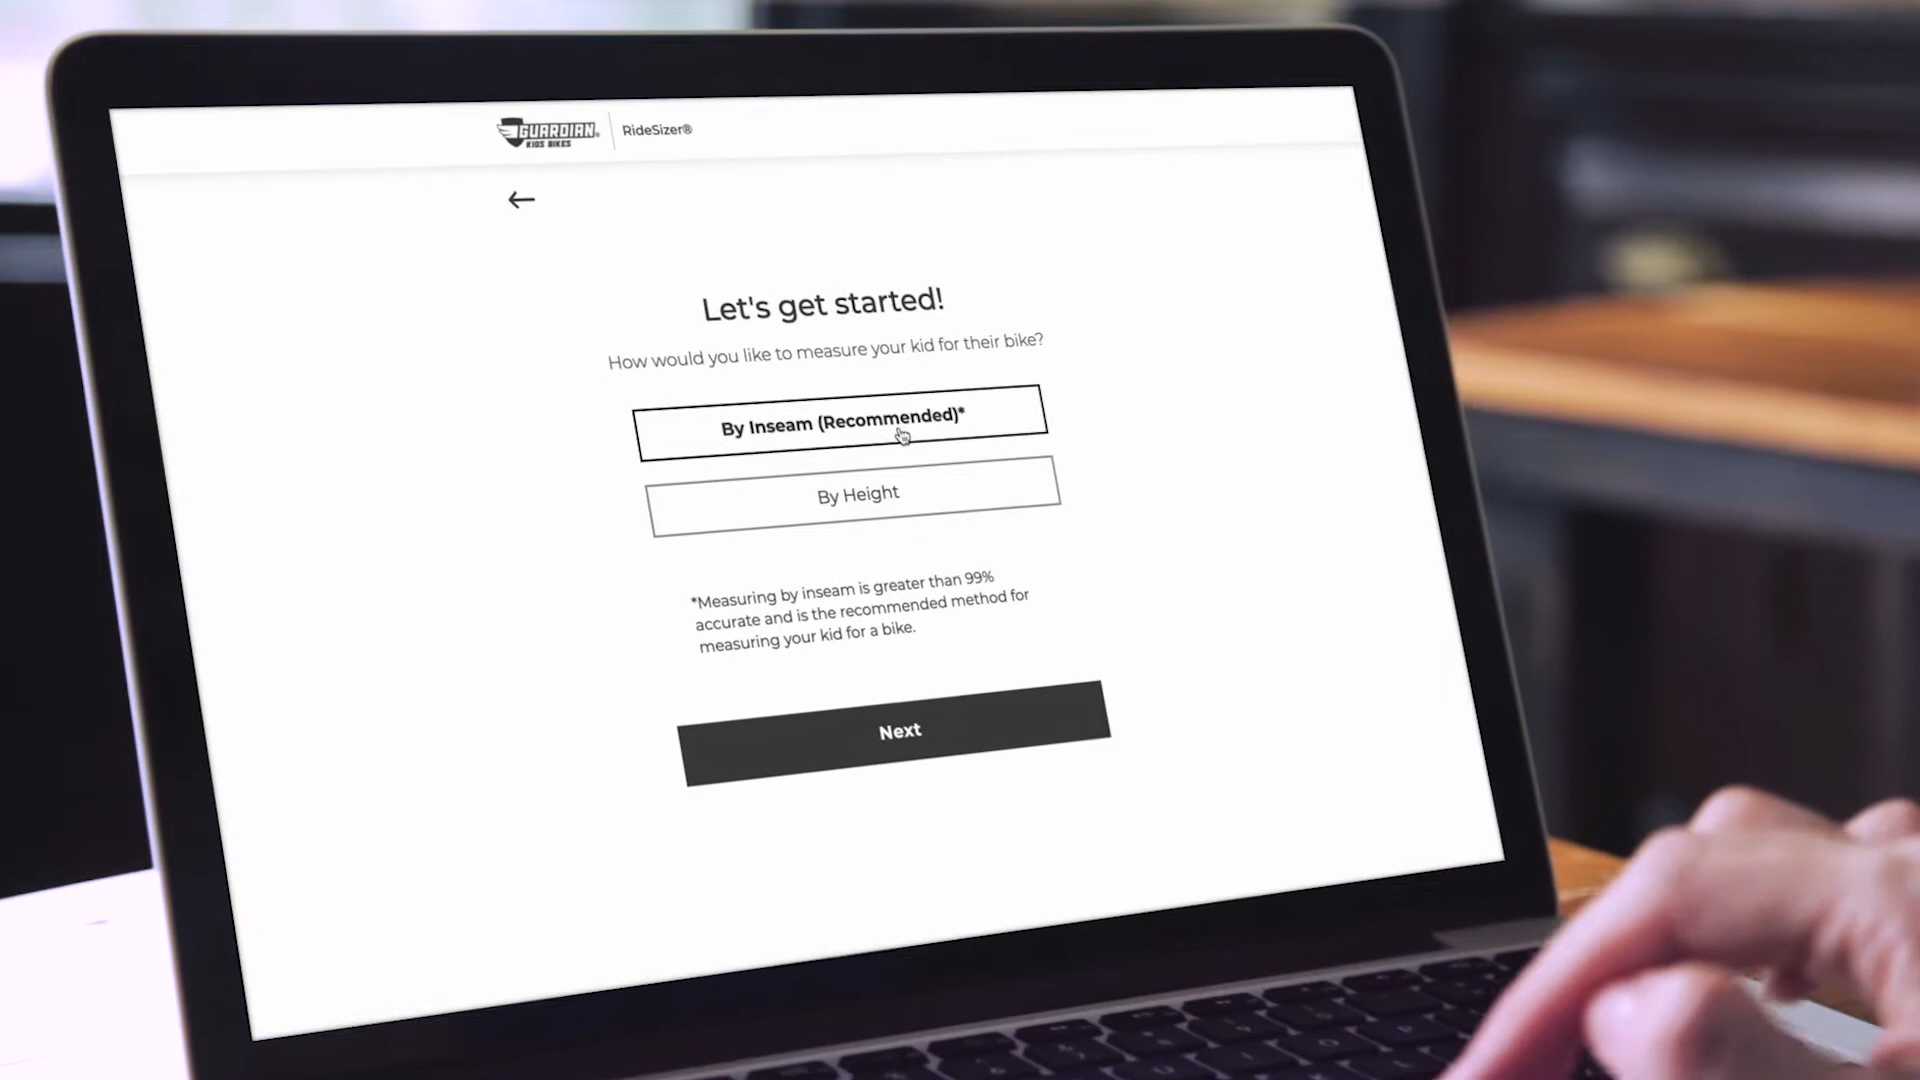 GUARDIAN®
KIDS BIKES
RideSizer®
Let's get started!
How would you like to measure your kid for their bike?
By Inseam (Recommended)*
By Height
*Measuring by inseam is greater than 99%
accurate and is the recommended method for
measuring your kid for a bike.
Next